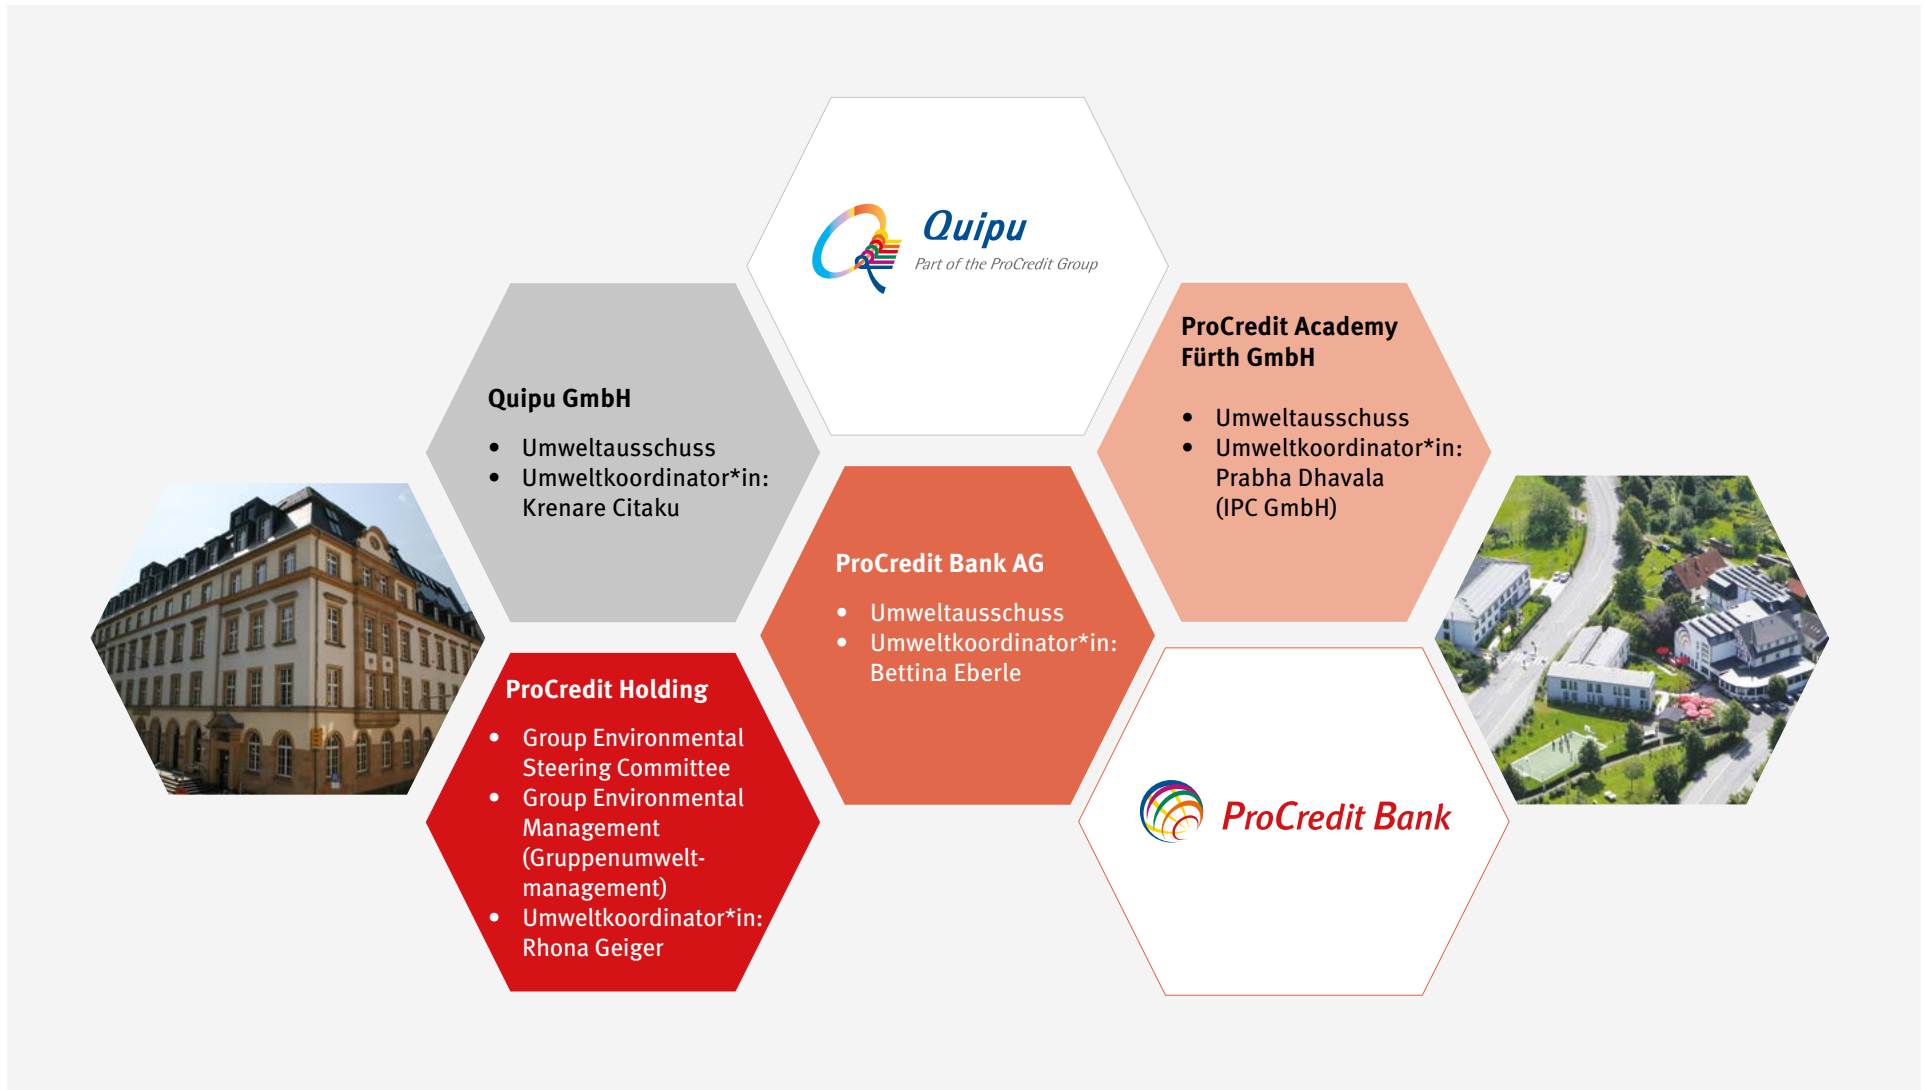 Quipu
Part of the ProCredit Group
Quipu GmbH
• Umweltausschuss
• Umweltkoordinator*in:
Krenare Citaku
ProCredit Academy
Fürth GmbH
• Umweltausschuss
• Umweltkoordinator*in:
Prabha Dhavala
(IPC GmbH)
ProCredit Bank AG
• Umweltausschuss
• Umweltkoordinator*in:
Bettina Eberle
ProCredit Holding
• Group Environmental
Steering Committee
• Group Environmental
Management
(Gruppenumwelt-
management)
• Umweltkoordinator*in:
Rhona Geiger
ProCredit Bank